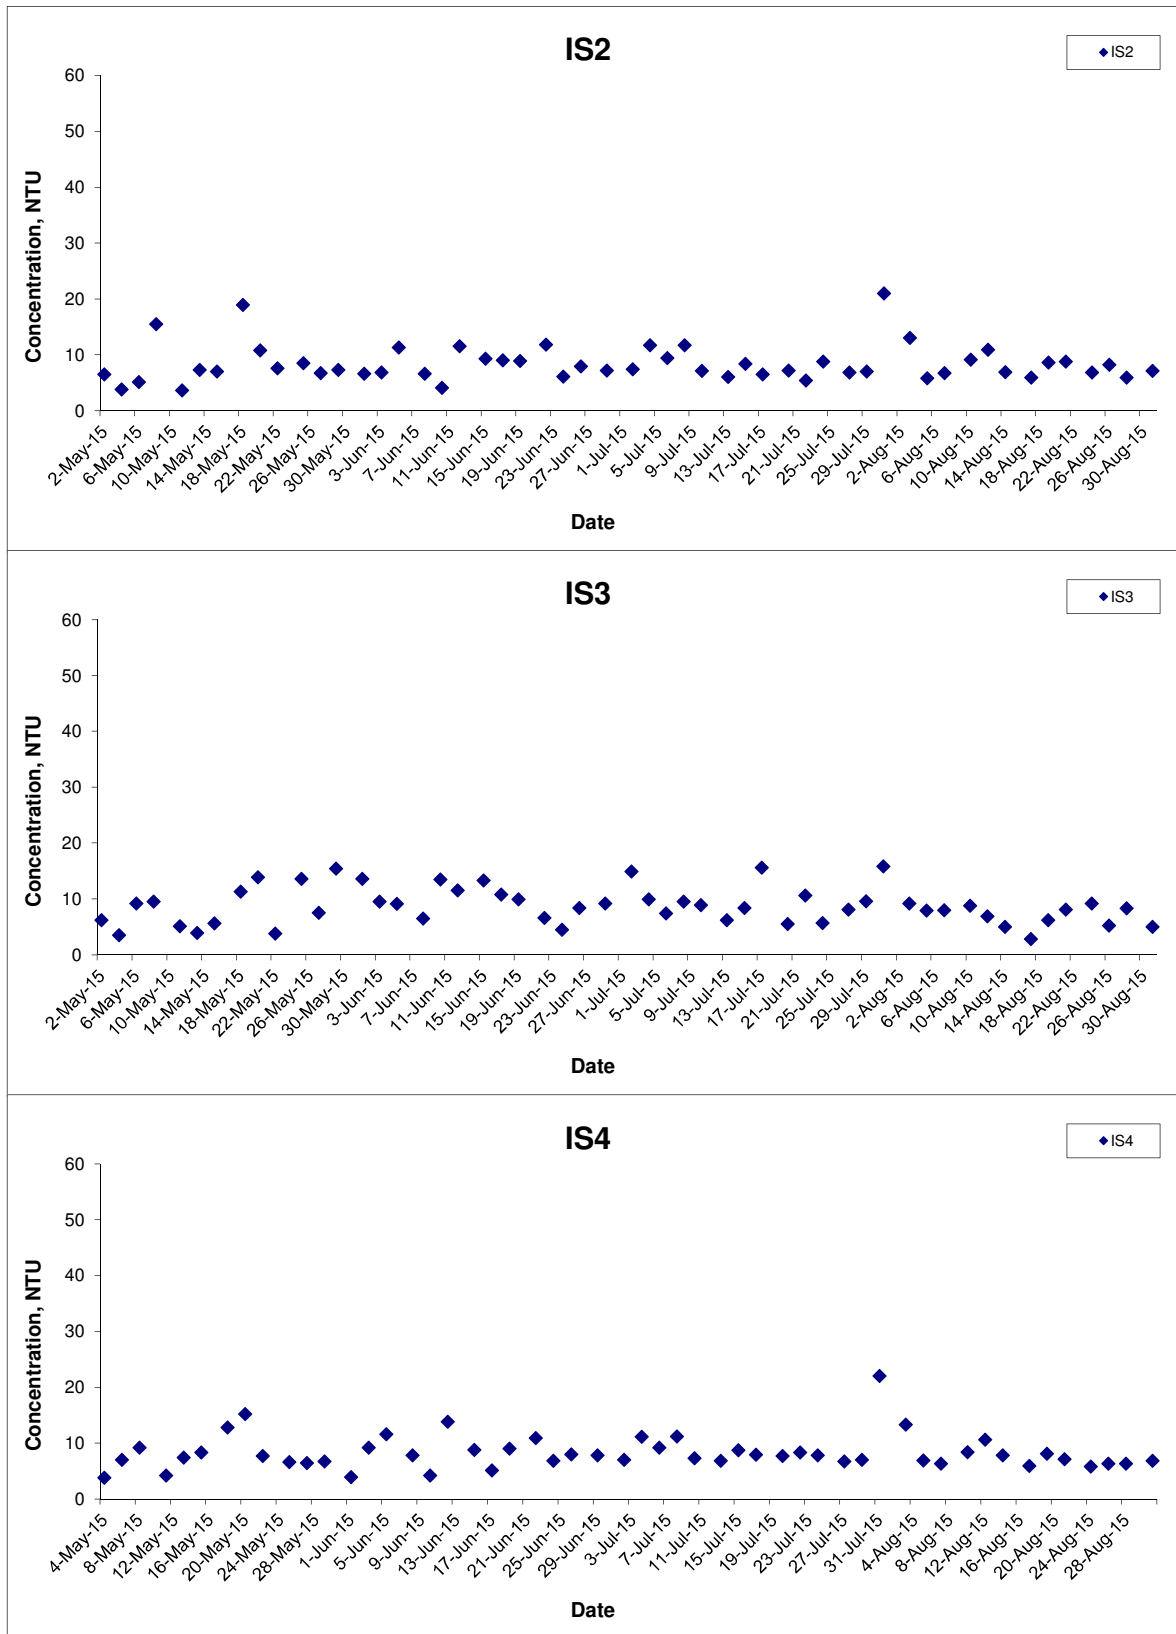 IS2
IS2
60
50
40
30
20
10
0
Concentration, NTU
2-May-15 6-May-15 10-May-15 14-May-15 18-May-15 22-May-15 26-May-15 30-May-15 3-Jun-15 7-Jun-15 11-Jun-15 15-Jun-15 19-Jun-15 23-Jun-15 27-Jun-15 1-Jul-15 5-Jul-15 9-Jul-15 13-Jul-15 17-Jul-15 21-Jul-15 25-Jul-15 29-Jul-15 2-Aug-15 6-Aug-15 10-Aug-15 14-Aug-15 18-Aug-15 22-Aug-15 26-Aug-15 30-Aug-15
Date
IS3
IS3
60
50
40
30
20
10
0
Concentration, NTU
2-May-15 6-May-15 10-May-15 14-May-15 18-May-15 22-May-15 26-May-15 30-May-15 3-Jun-15 7-Jun-15 11-Jun-15 15-Jun-15 19-Jun-15 23-Jun-15 27-Jun-15 1-Jul-15 5-Jul-15 9-Jul-15 13-Jul-15 17-Jul-15 21-Jul-15 25-Jul-15 29-Jul-15 2-Aug-15 6-Aug-15 10-Aug-15 14-Aug-15 18-Aug-15 22-Aug-15 26-Aug-15 30-Aug-15
Date
IS4
IS4
60
50
40
30
20
10
0
Concentration, NTU
4-May-15 8-May-15 12-May-15 16-May-15 20-May-15 24-May-15 28-May-15 1-Jun-15 5-Jun-15 9-Jun-15 13-Jun-15 17-Jun-15 21-Jun-15 25-Jun-15 29-Jun-15 3-Jul-15 7-Jul-15 11-Jul-15 15-Jul-15 19-Jul-15 23-Jul-15 27-Jul-15 31-Jul-15 4-Aug-15 8-Aug-15 12-Aug-15 16-Aug-15 20-Aug-15 24-Aug-15 28-Aug-15
Date